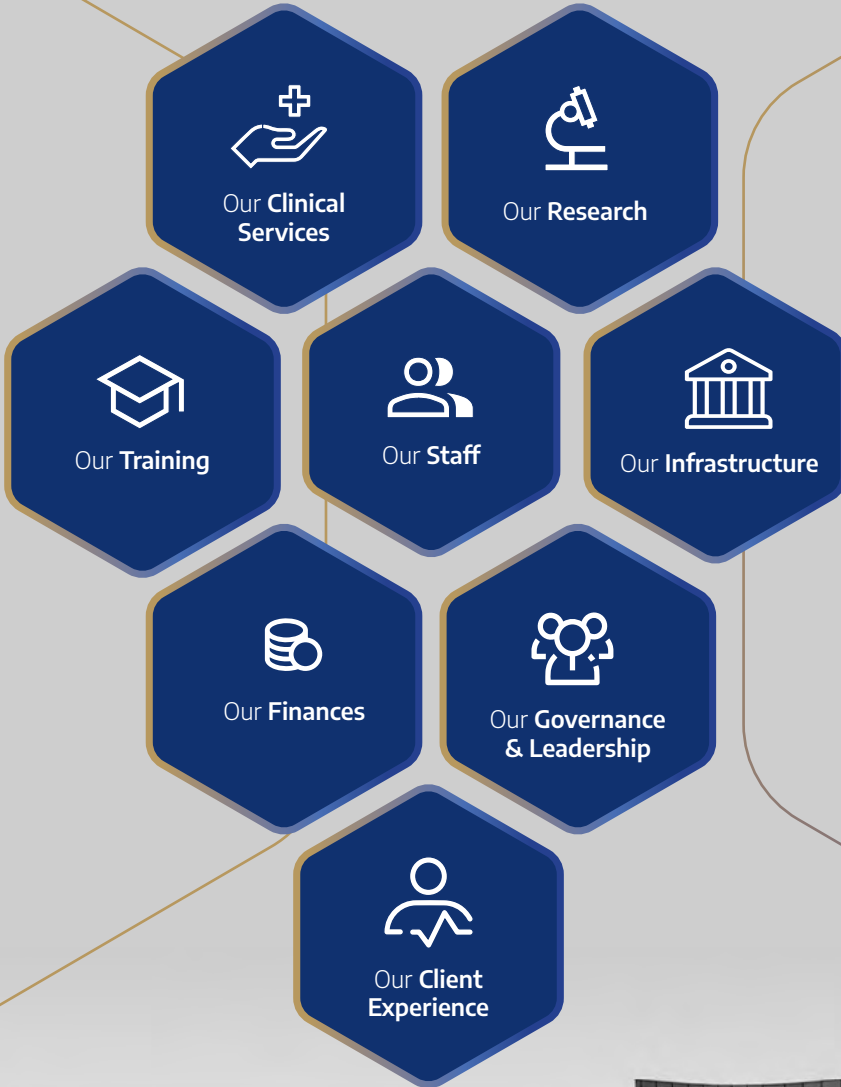 Our Clinical
Services
Our Research
Our Training
Our Staff
Our Infrastructure
Our Finances
Our Governance
& Leadership
Our Client
Experience